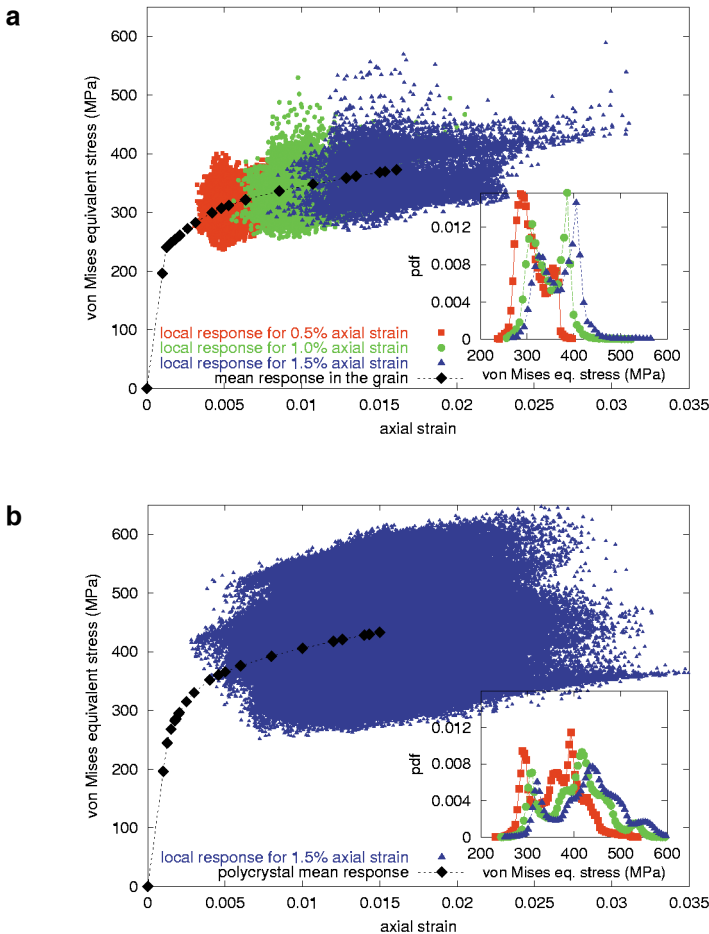 a
600
500
400
300
200
100
0
von Mises equivalent stress (MPa)
0 0.005 0.01 0.015 0.02 0.025 0.03 0.035
axial strain
local response for 0.5% axial strain
local response for 1.0% axial strain
local response for 1.5% axial strain
mean response in the grain
pdf
0.012
0.008
0.004
0
200 300 400 500 600
von Mises eq. stress (MPa)
b
600
500
400
300
200
100
0
von Mises equivalent stress (MPa)
0 0.005 0.01 0.015 0.02 0.025 0.03 0.035
axial strain
local response for 1.5% axial strain
polycrystal mean response
pdf
0.012
0.008
0.004
0
200 300 400 500 600
von Mises eq. stress (MPa)